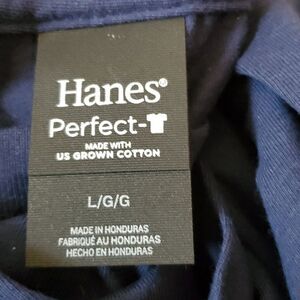 Hanes®
Perfect-T
MADE WITH
US GROWN COTTON
L/G/G
MADE IN HONDURAS
FABRIQUÉ AU HONDURAS
HECHO EN HONDURAS